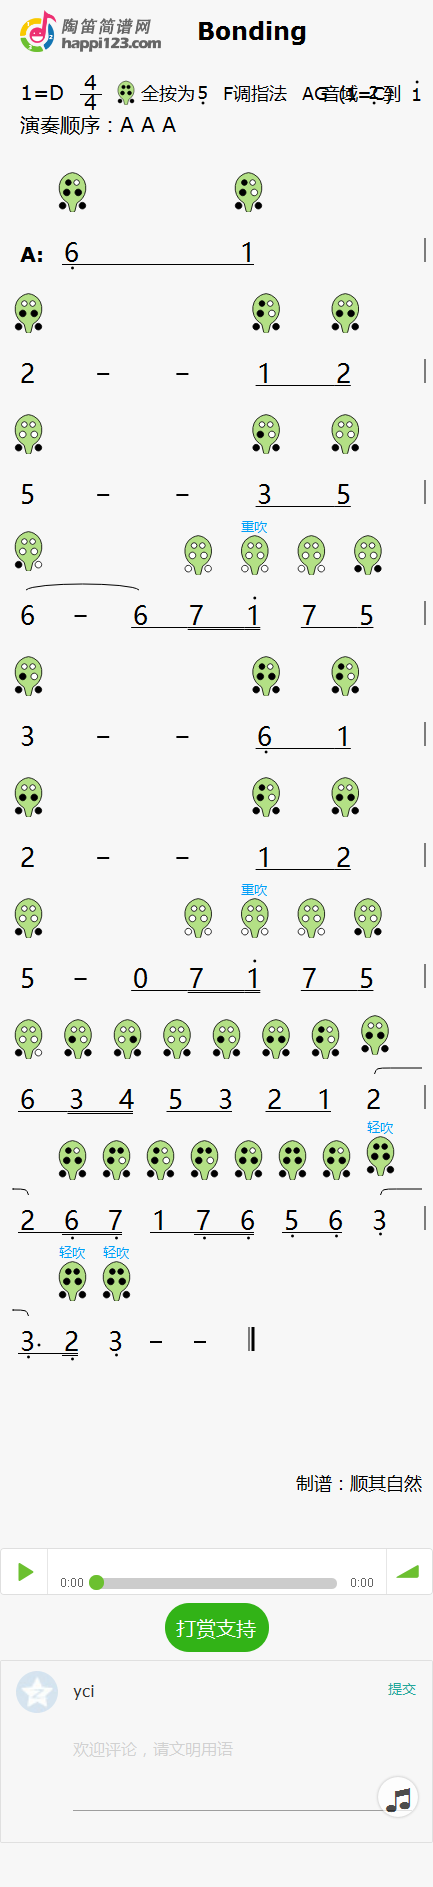 陶笛简谱网
happi123.com
Bonding
1=D 4/4 全按为5̣ F调指法 AG (1=C) 音域 2̣ 到 1̇
演奏顺序：A A A
A: 6̣ 1 |
2 - - 1 2 |
5 - - 3 5 |
重吹
6 - 6 7 1̇ 7 5 |
3 - - 6̣ 1 |
2 - - 1 2 |
重吹
5 - 0 7 1̇ 7 5 |
6 3 4 5 3 2 1 2 |
轻吹
2 6̣ 7̣ 1 7̣ 6̣ 5̣ 6̣ 3̣ |
轻吹 轻吹
3̣· 2̣ 3̣ - - ‖
制谱：顺其自然
0:00 0:00
打赏支持
yci 提交
欢迎评论，请文明用语